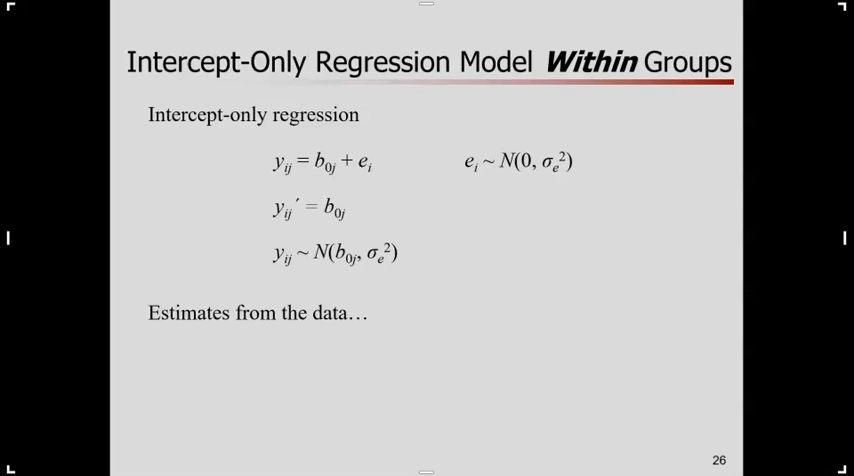 Intercept-Only Regression Model Within Groups
Intercept-only regression
yij = b0j + ei    ei ~ N(0, σe²)
yij´ = b0j
yij ~ N(b0j, σe²)
Estimates from the data…
26